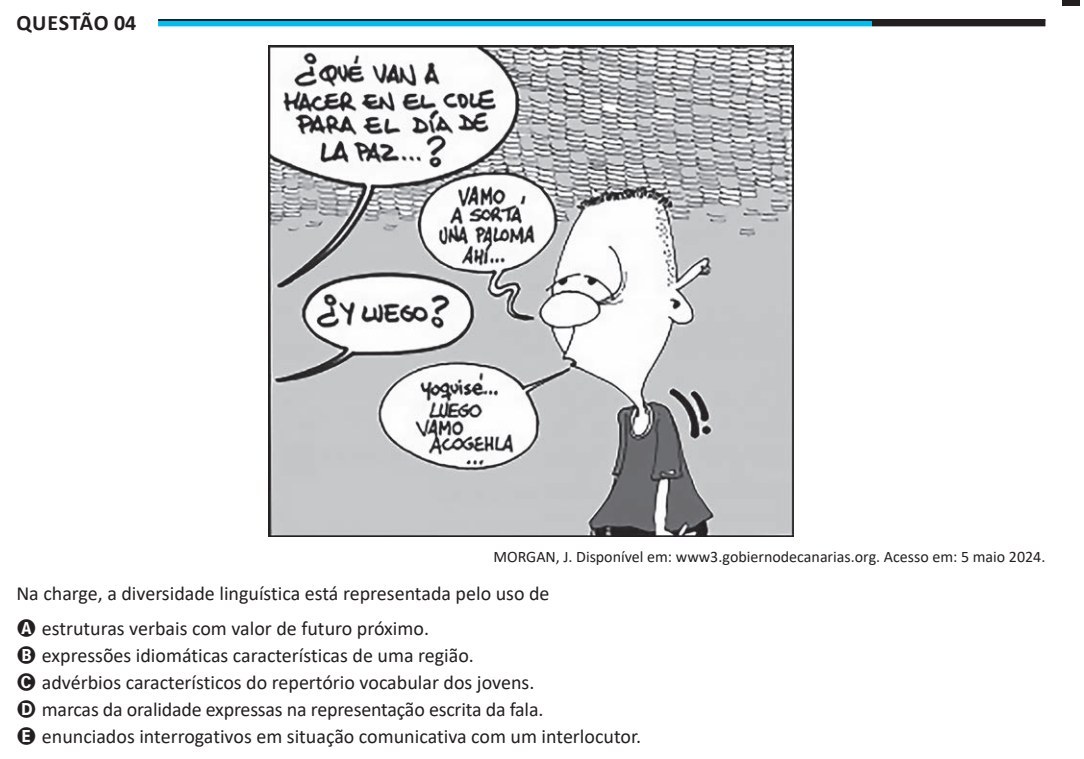 QUESTÃO 04
¿QUÉ VAN A
HACER EN EL COLE
PARA EL DÍA DE
LA PAZ...?
VAMO
A SORTÁ
UNA PALOMA
AHÍ...
¿Y LUEGO?
Yoquisé...
LUEGO
VAMO
ACOGEHLA
...
MORGAN, J. Disponível em: www3.gobiernodecanarias.org. Acesso em: 5 maio 2024.
Na charge, a diversidade linguística está representada pelo uso de
A estruturas verbais com valor de futuro próximo.
B expressões idiomáticas características de uma região.
C advérbios característicos do repertório vocabular dos jovens.
D marcas da oralidade expressas na representação escrita da fala.
E enunciados interrogativos em situação comunicativa com um interlocutor.